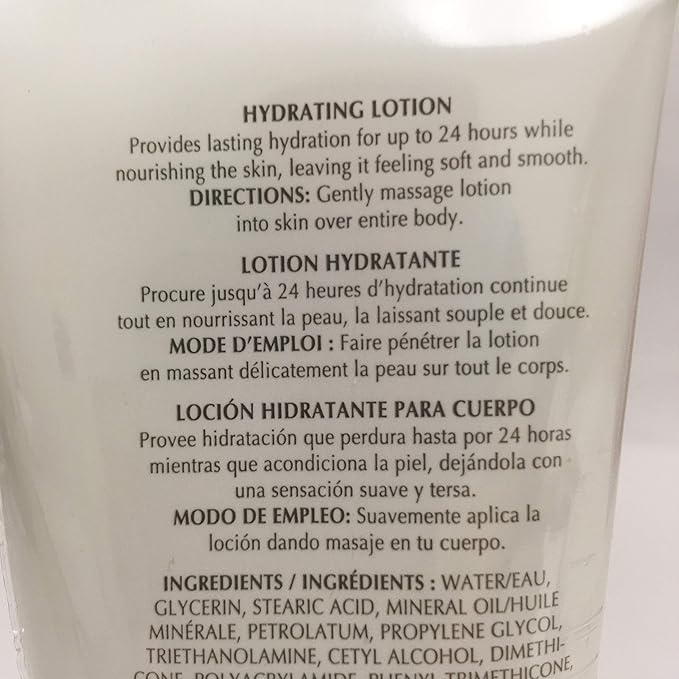 HYDRATING LOTION
Provides lasting hydration for up to 24 hours while
nourishing the skin, leaving it feeling soft and smooth.
DIRECTIONS: Gently massage lotion
into skin over entire body.
LOTION HYDRATANTE
Procure jusqu'à 24 heures d'hydratation continue
tout en nourrissant la peau, la laissant souple et douce.
MODE D'EMPLOI : Faire pénétrer la lotion
en massant délicatement la peau sur tout le corps.
LOCIÓN HIDRATANTE PARA CUERPO
Provee hidratación que perdura hasta por 24 horas
mientras que acondiciona la piel, dejándola con
una sensación suave y tersa.
MODO DE EMPLEO: Suavemente aplica la
loción dando masaje en tu cuerpo.
INGREDIENTS / INGRÉDIENTS : WATER/EAU,
GLYCERIN, STEARIC ACID, MINERAL OIL/HUILE
MINÉRALE, PETROLATUM, PROPYLENE GLYCOL,
TRIETHANOLAMINE, CETYL ALCOHOL, DIMETHI-
CONE, POLYACRYLAMIDE, PHENYL TRIMETHICONE,